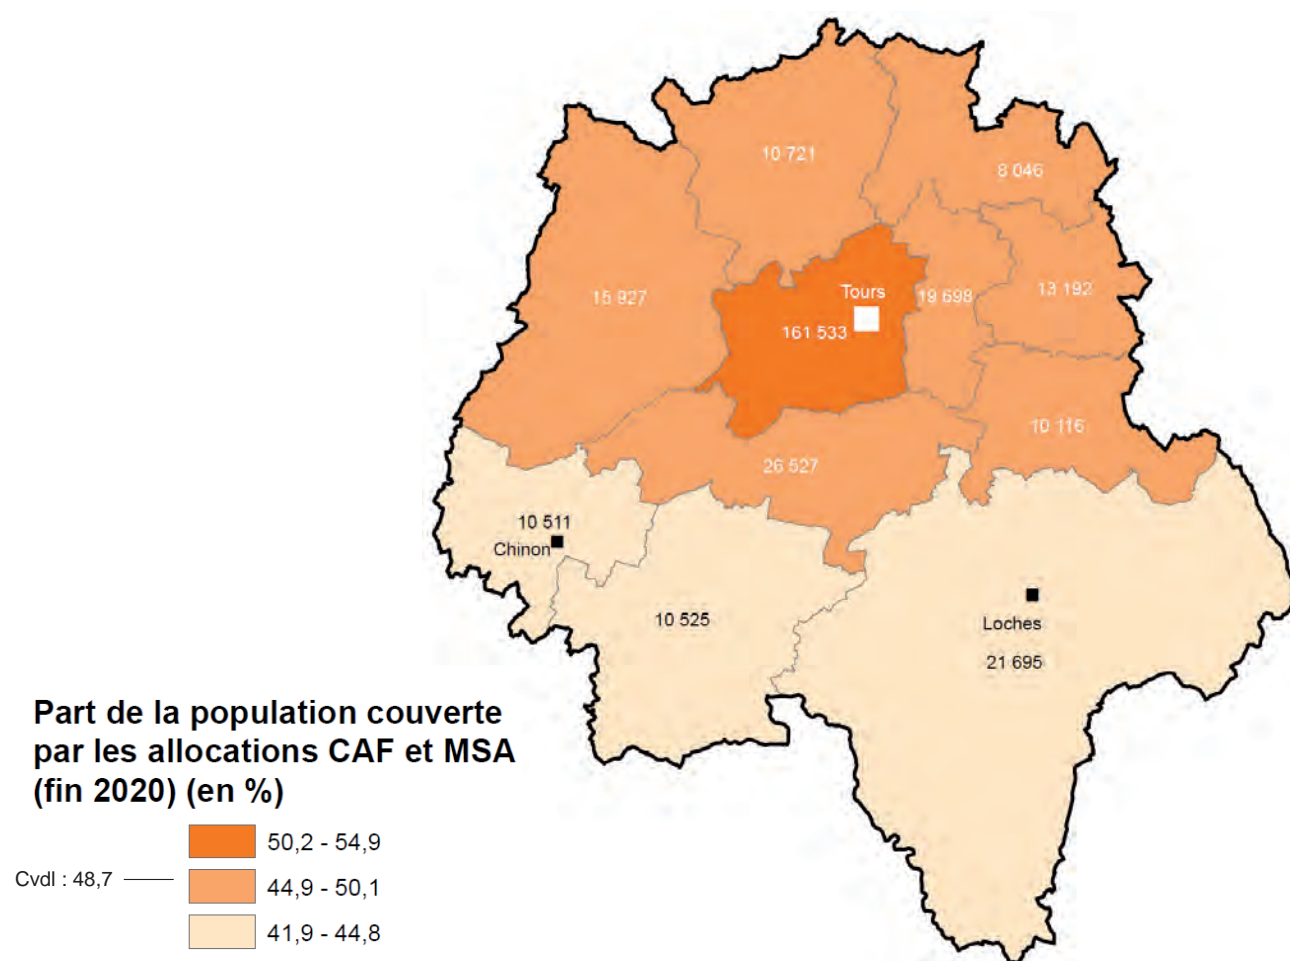 10 721
8 046
15 927
Tours
19 698
13 192
161 533
10 116
26 527
10 511
Chinon
10 525
Loches
21 695
Part de la population couverte
par les allocations CAF et MSA
(fin 2020) (en %)
50,2 - 54,9
Cvdl : 48,7
44,9 - 50,1
41,9 - 44,8